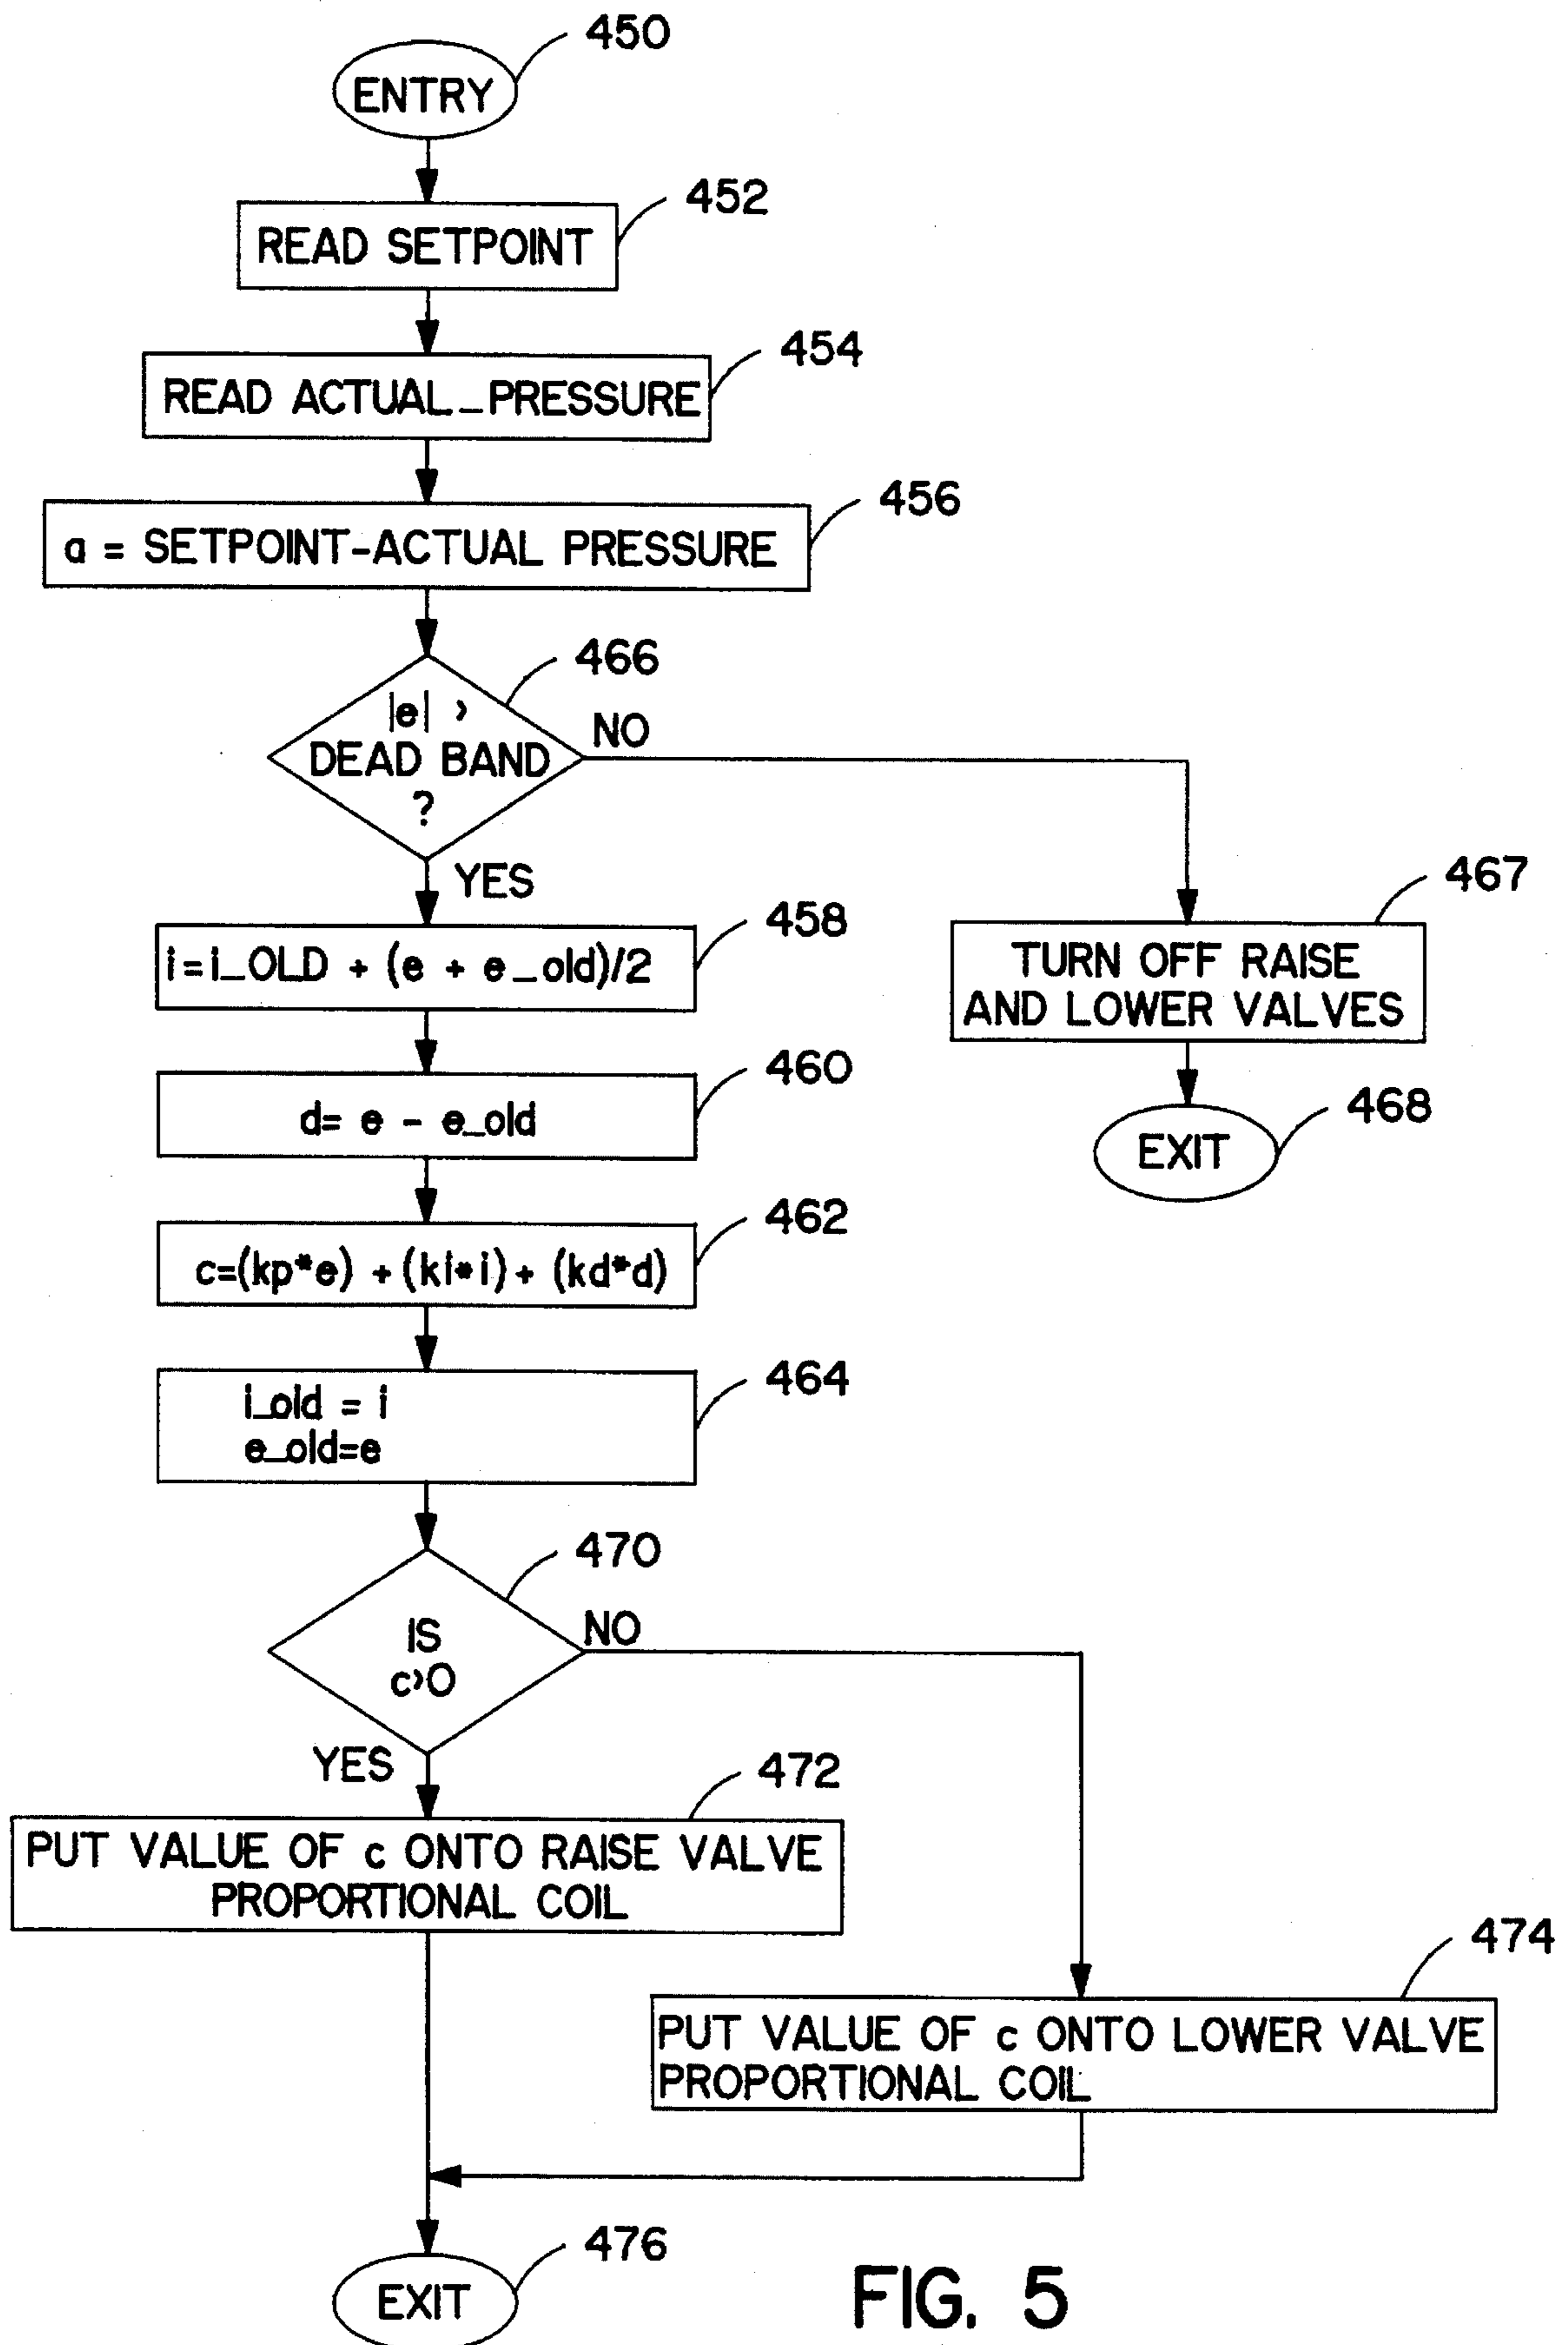 450
ENTRY
452
READ SETPOINT
454
READ ACTUAL_PRESSURE
456
a = SETPOINT-ACTUAL PRESSURE
466
|e| >
DEAD BAND
?
NO
YES
467
TURN OFF RAISE
AND LOWER VALVES
468
EXIT
458
i=i_OLD + (e + e_old)/2
460
d= e - e_old
462
c=(kp*e) + (ki*i) + (kd*d)
464
i_old = i
e_old=e
470
IS
c>0
NO
YES
472
PUT VALUE OF c ONTO RAISE VALVE
PROPORTIONAL COIL
474
PUT VALUE OF c ONTO LOWER VALVE
PROPORTIONAL COIL
476
EXIT
FIG. 5